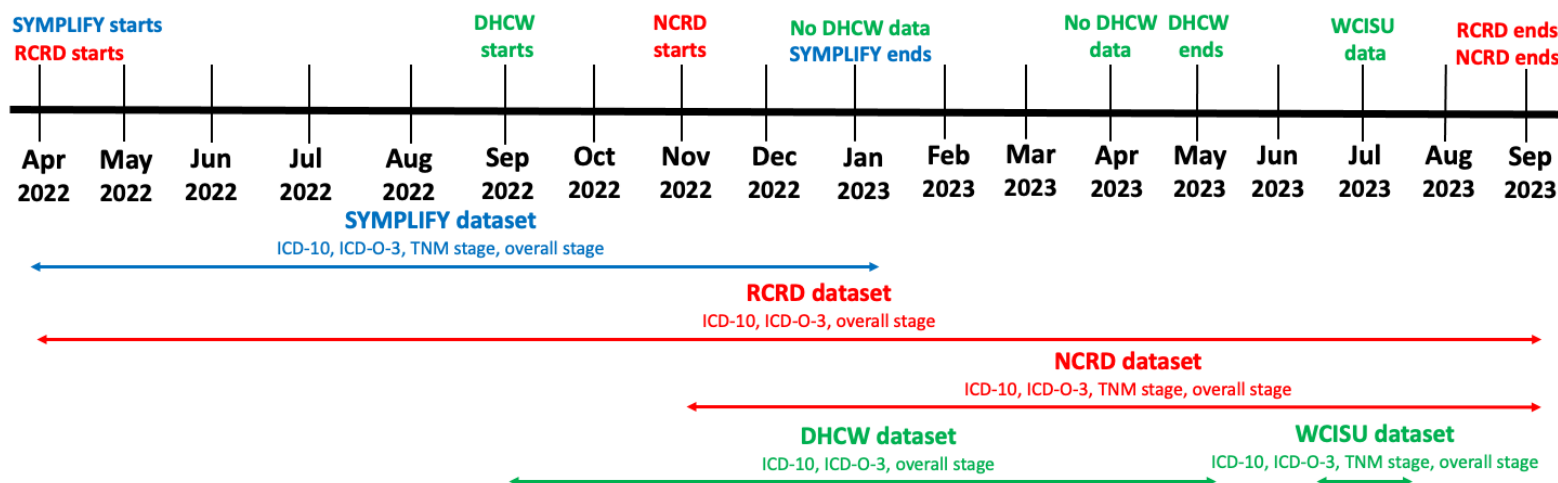 SYMPLIFY starts
RCRD starts
DHCW
starts
NCRD
starts
No DHCW data
SYMPLIFY ends
No DHCW
data
DHCW
ends
WCISU
data
RCRD ends
NCRD ends
Apr May Jun Jul Aug Sep Oct Nov Dec Jan Feb Mar Apr May Jun Jul Aug Sep
2022 2022 2022 2022 2022 2022 2022 2022 2022 2023 2023 2023 2023 2023 2023 2023 2023 2023
SYMPLIFY dataset
ICD-10, ICD-O-3, TNM stage, overall stage
RCRD dataset
ICD-10, ICD-O-3, overall stage
NCRD dataset
ICD-10, ICD-O-3, TNM stage, overall stage
DHCW dataset
ICD-10, ICD-O-3, overall stage
WCISU dataset
ICD-10, ICD-O-3, TNM stage, overall stage